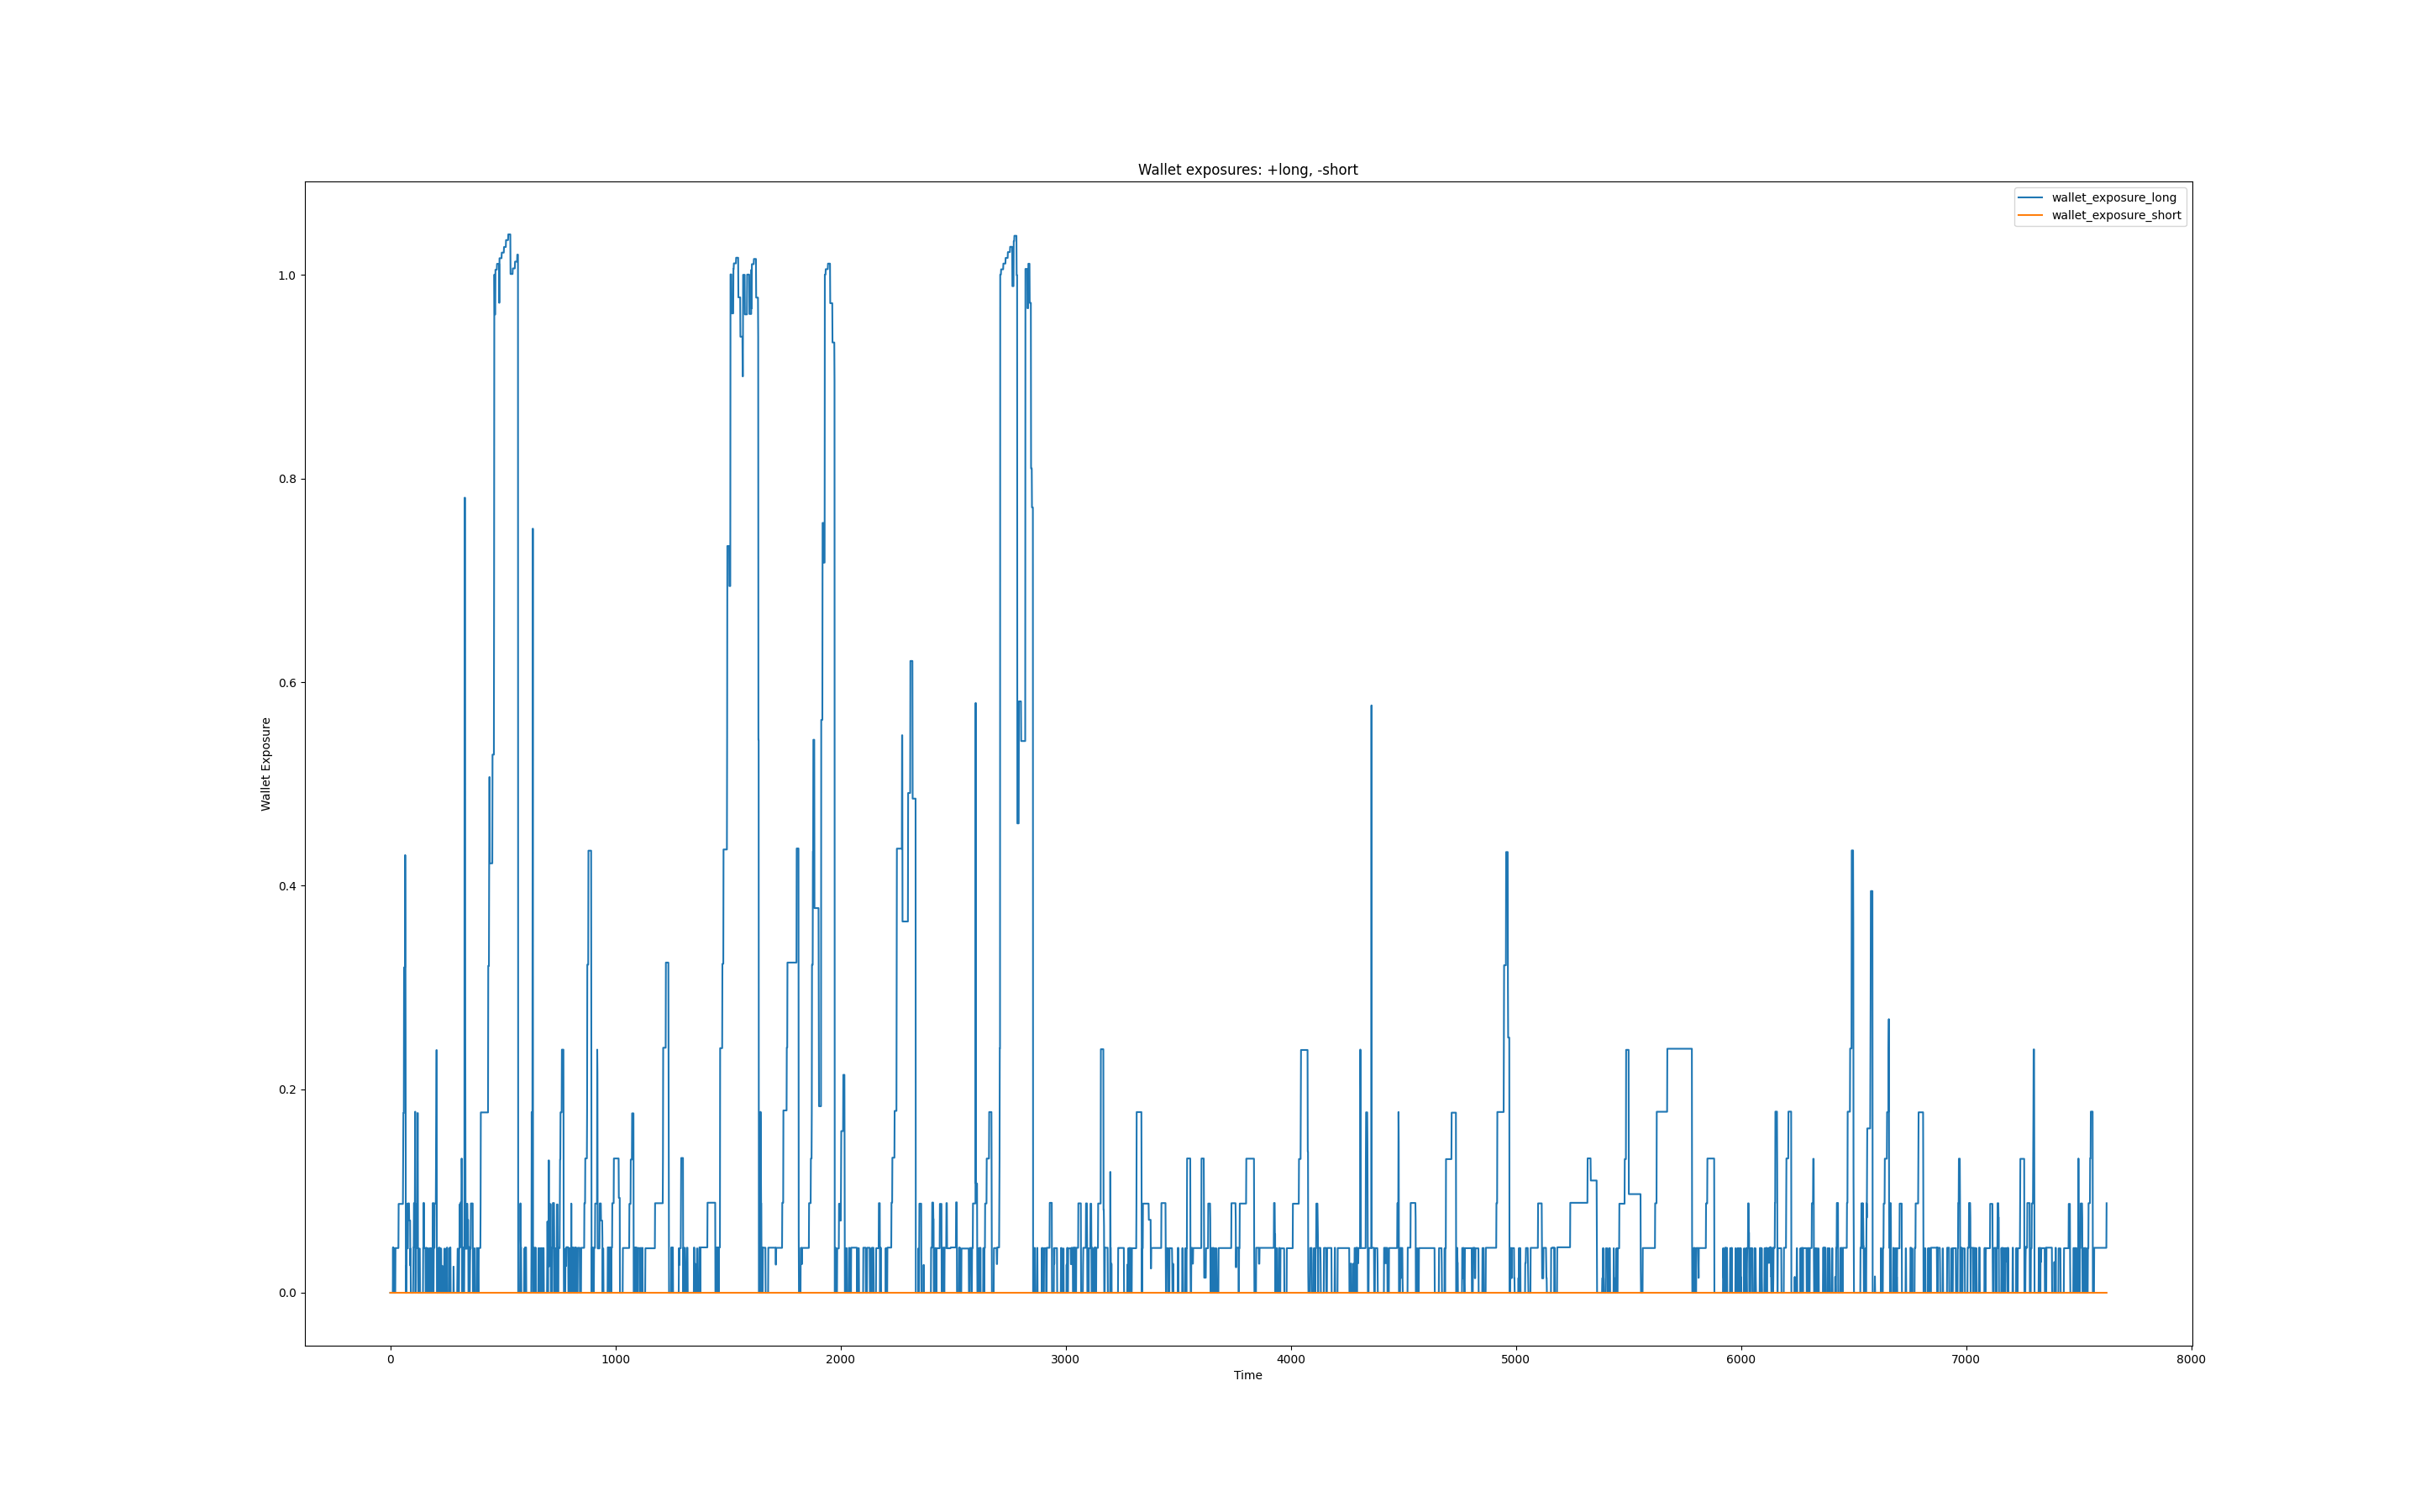 Wallet exposures: +long, -short
wallet_exposure_long
wallet_exposure_short
1.0
0.8
0.6
0.4
0.2
0.0
Wallet Exposure
0 1000 2000 3000 4000 5000 6000 7000 8000
Time